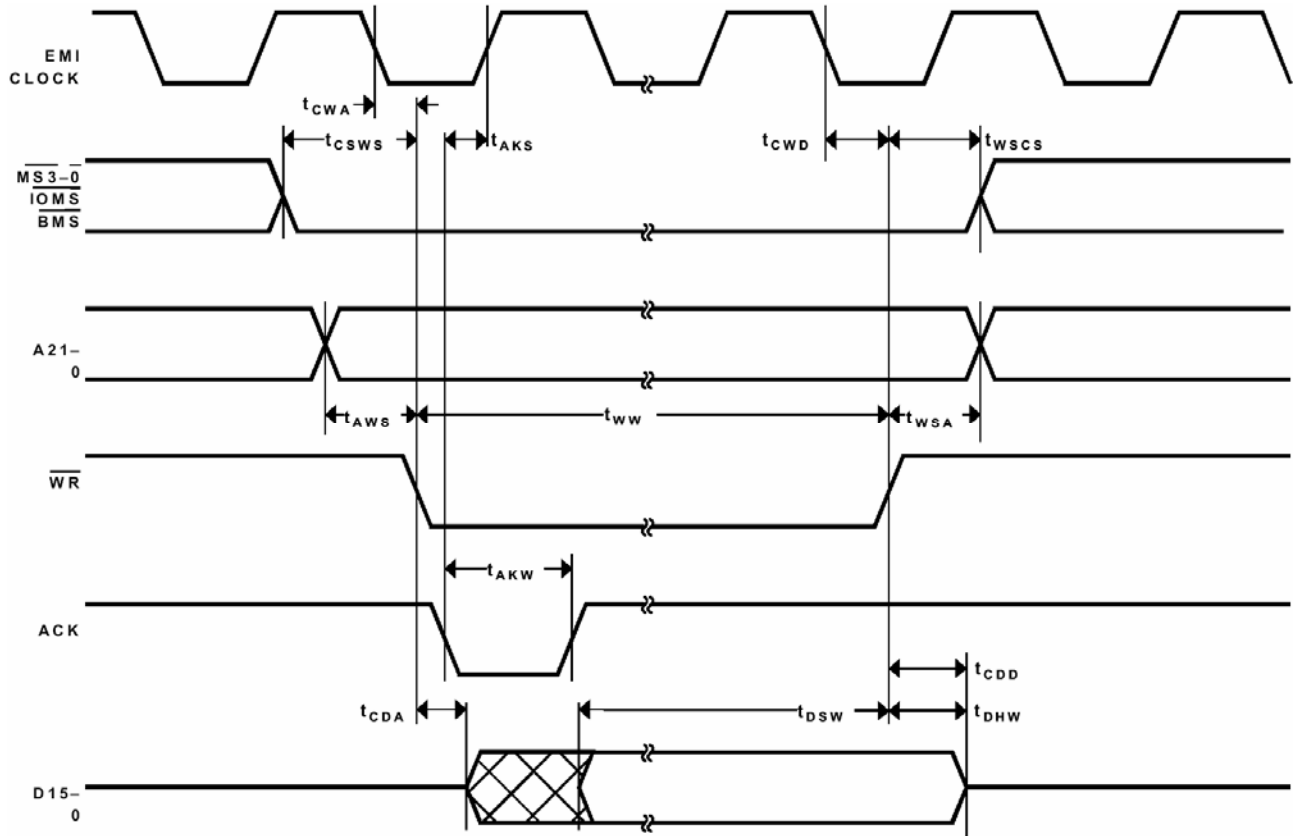 EMI
CLOCK
tCWA
tCSWS
tAKS
tCWD
tWSCS
MS3–0
IOMS
BMS
A21–
0
tAWS
tWW
tWSA
WR
tAKW
ACK
tCDD
tCDA
tDSW
tDHW
D15–
0